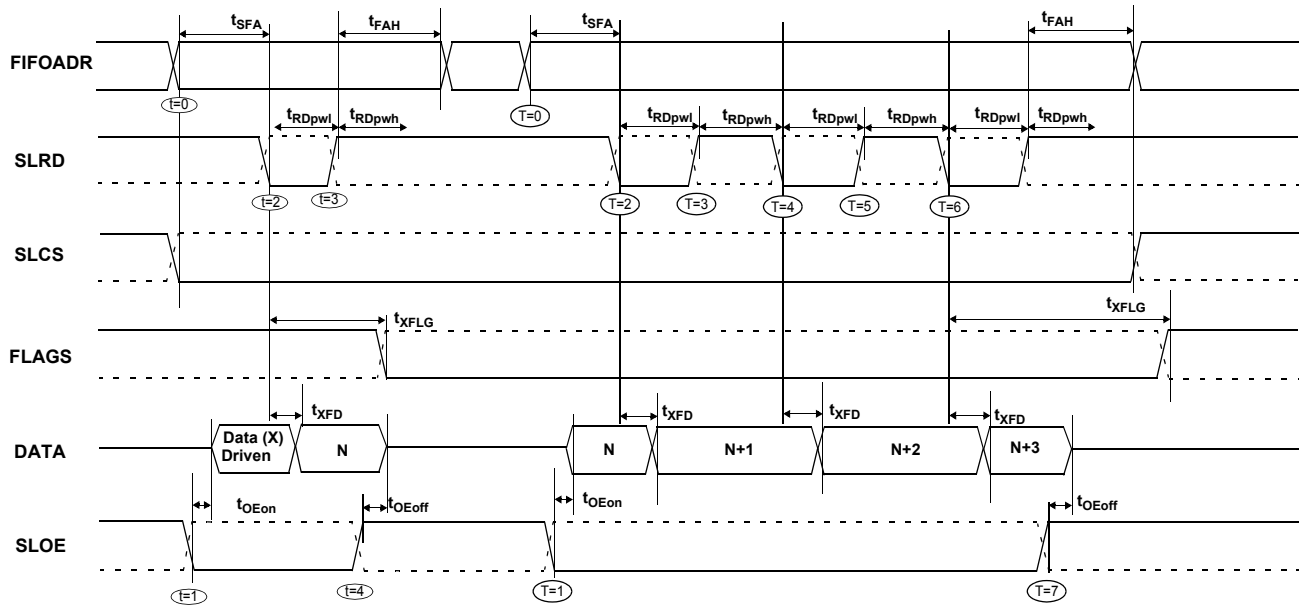 tSFA tFAH tSFA tFAH
FIFOADR
t=0 T=0
tRDpwl tRDpwh tRDpwl tRDpwh tRDpwl tRDpwh tRDpwl tRDpwh
SLRD
t=2 t=3 T=2 T=3 T=4 T=5 T=6
SLCS
tXFLG tXFLG
FLAGS
tXFD tXFD tXFD tXFD
DATA
Data (X)
Driven
N N N+1 N+2 N+3
tOEon tOEoff tOEon tOEoff
SLOE
t=1 t=4 T=1 T=7